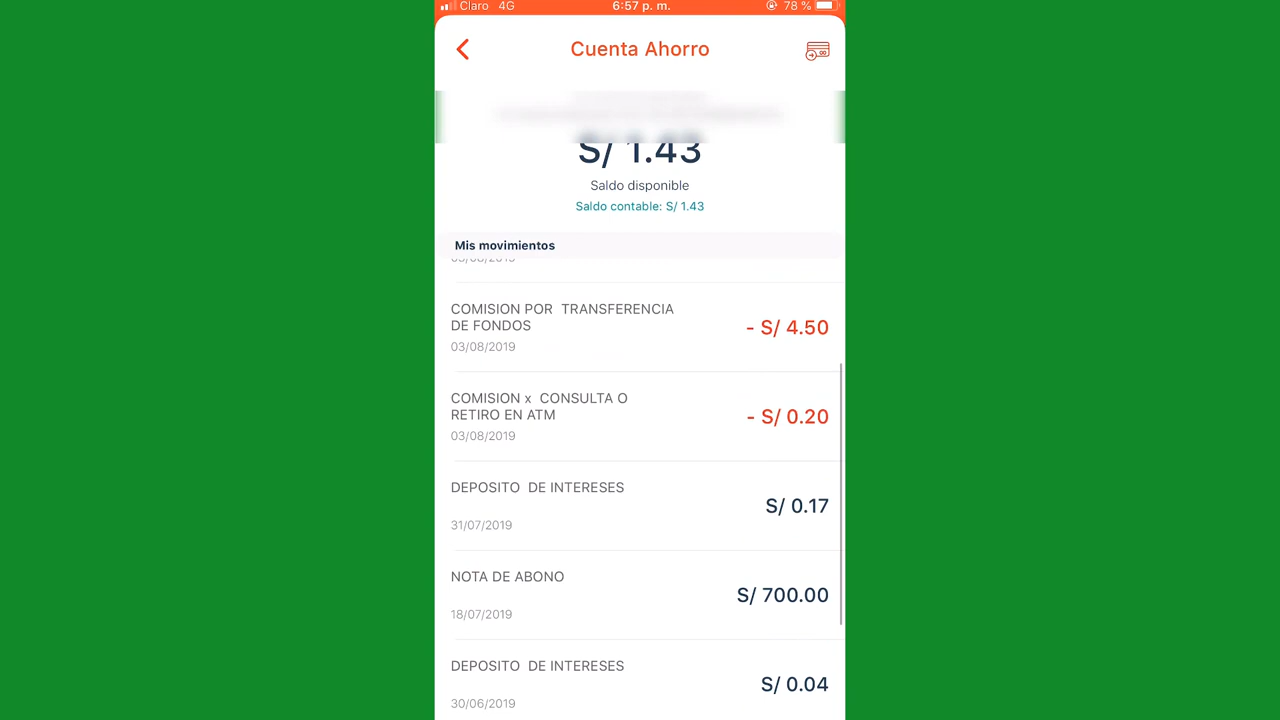 Claro 4G 6:57 p. m. 78 %
Cuenta Ahorro
S/ 1.43
Saldo disponible
Saldo contable: S/ 1.43
Mis movimientos
03/08/2019
COMISION POR TRANSFERENCIA
DE FONDOS
- S/ 4.50
03/08/2019
COMISION x CONSULTA O
RETIRO EN ATM
- S/ 0.20
03/08/2019
DEPOSITO DE INTERESES
S/ 0.17
31/07/2019
NOTA DE ABONO
S/ 700.00
18/07/2019
DEPOSITO DE INTERESES
S/ 0.04
30/06/2019